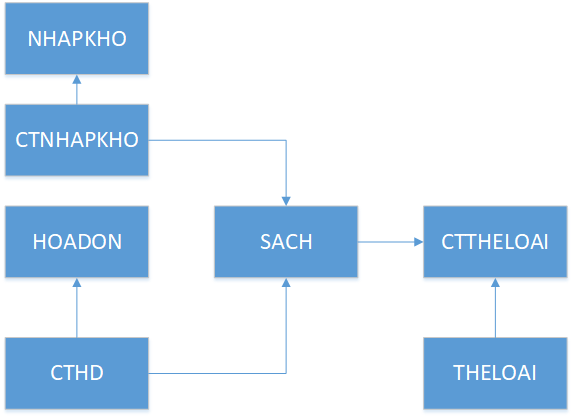 NHAPKHO
CTNHAPKHO
HOADON
SACH
CTTHELOAI
CTHD
THELOAI